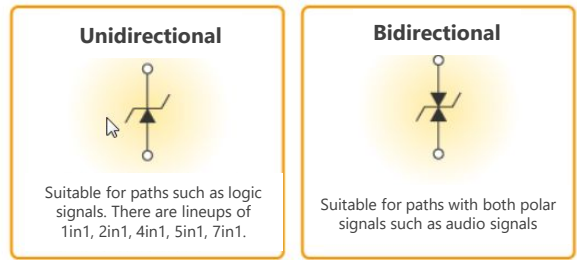 Unidirectional
Suitable for paths such as logic
signals. There are lineups of
1in1, 2in1, 4in1, 5in1, 7in1.
Bidirectional
Suitable for paths with both polar
signals such as audio signals